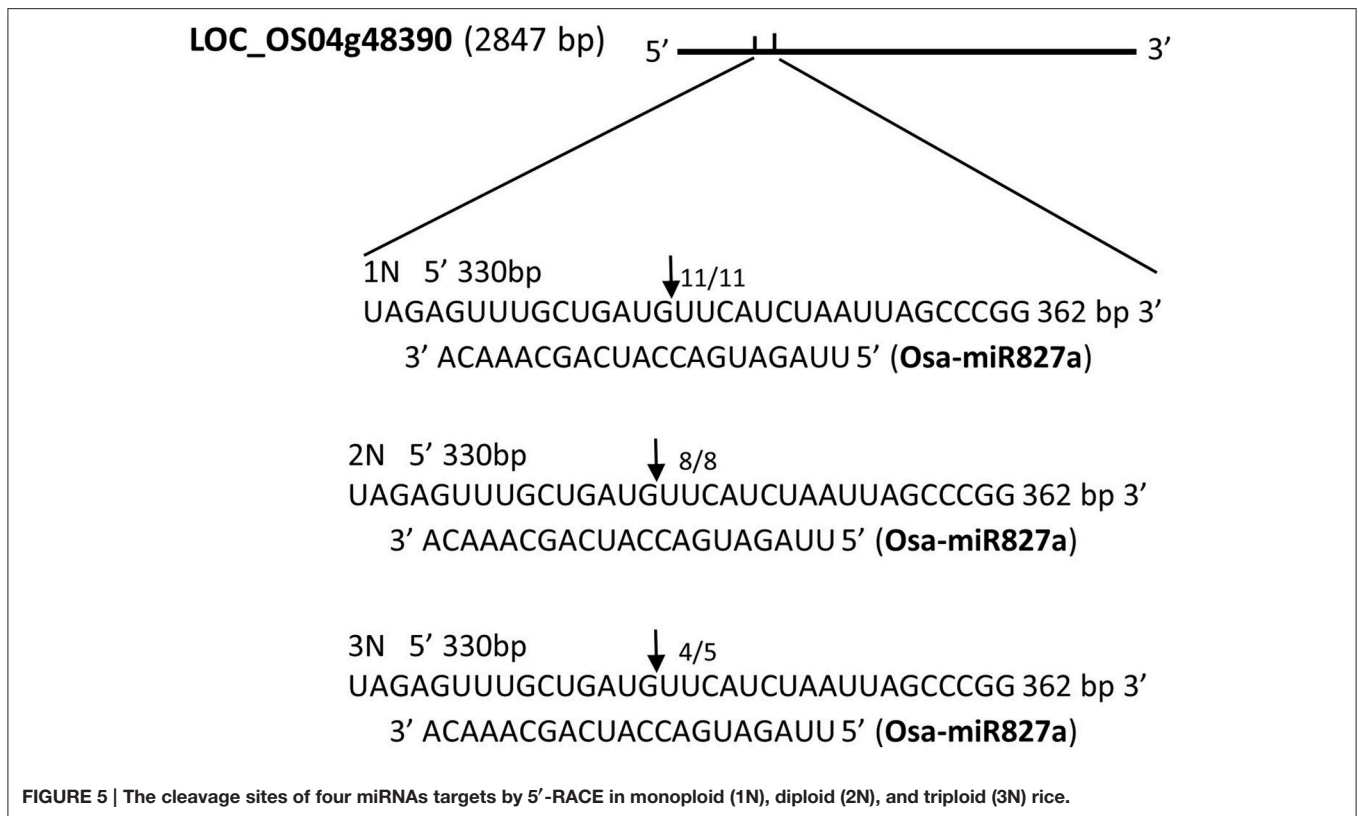 LOC_OS04g48390 (2847 bp) 5’ 3’
1N 5’ 330bp 11/11
UAGAGUUUGCUGAUGUUCAUCUAAUUAGCCCGG 362 bp 3’
3’ ACAAACGACUACCAGUAGAUU 5’ (Osa-miR827a)
2N 5’ 330bp 8/8
UAGAGUUUGCUGAUGUUCAUCUAAUUAGCCCGG 362 bp 3’
3’ ACAAACGACUACCAGUAGAUU 5’ (Osa-miR827a)
3N 5’ 330bp 4/5
UAGAGUUUGCUGAUGUUCAUCUAAUUAGCCCGG 362 bp 3’
3’ ACAAACGACUACCAGUAGAUU 5’ (Osa-miR827a)
FIGURE 5 | The cleavage sites of four miRNAs targets by 5′-RACE in monoploid (1N), diploid (2N), and triploid (3N) rice.